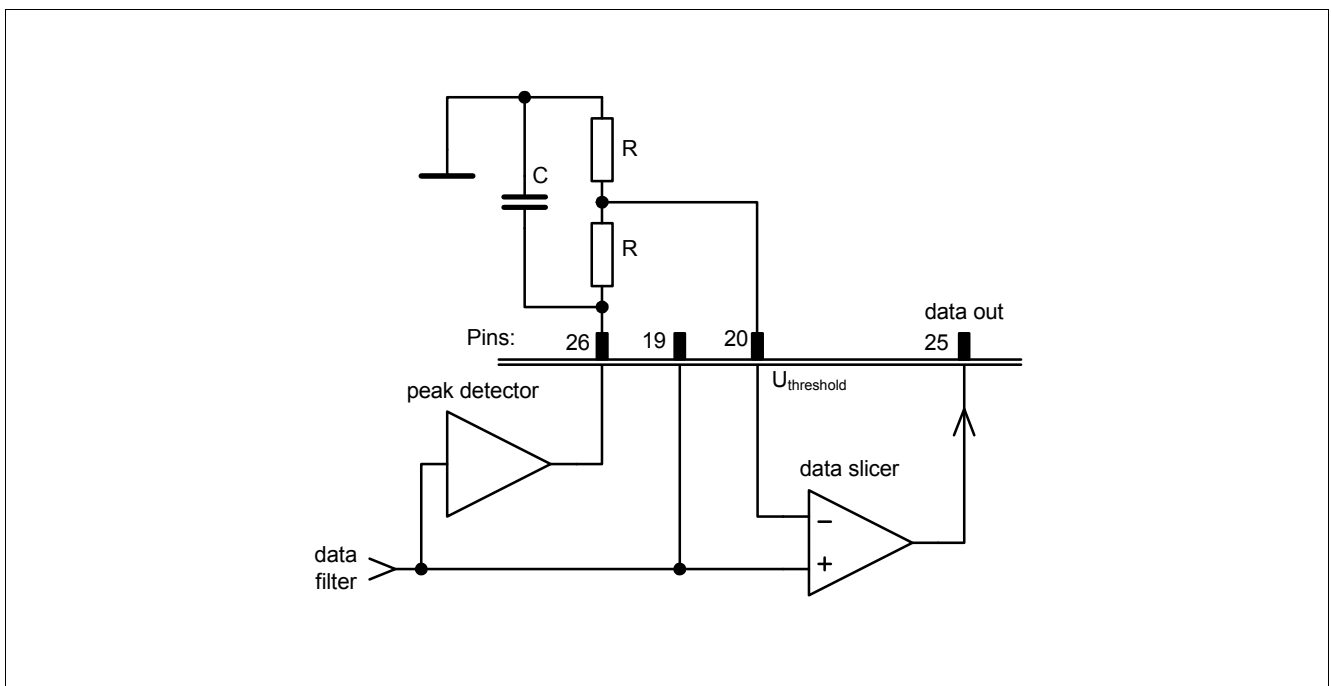 R
C
R
data out
Pins:
26
19
20
25
Uthreshold
peak detector
data slicer
−
data
filter
+